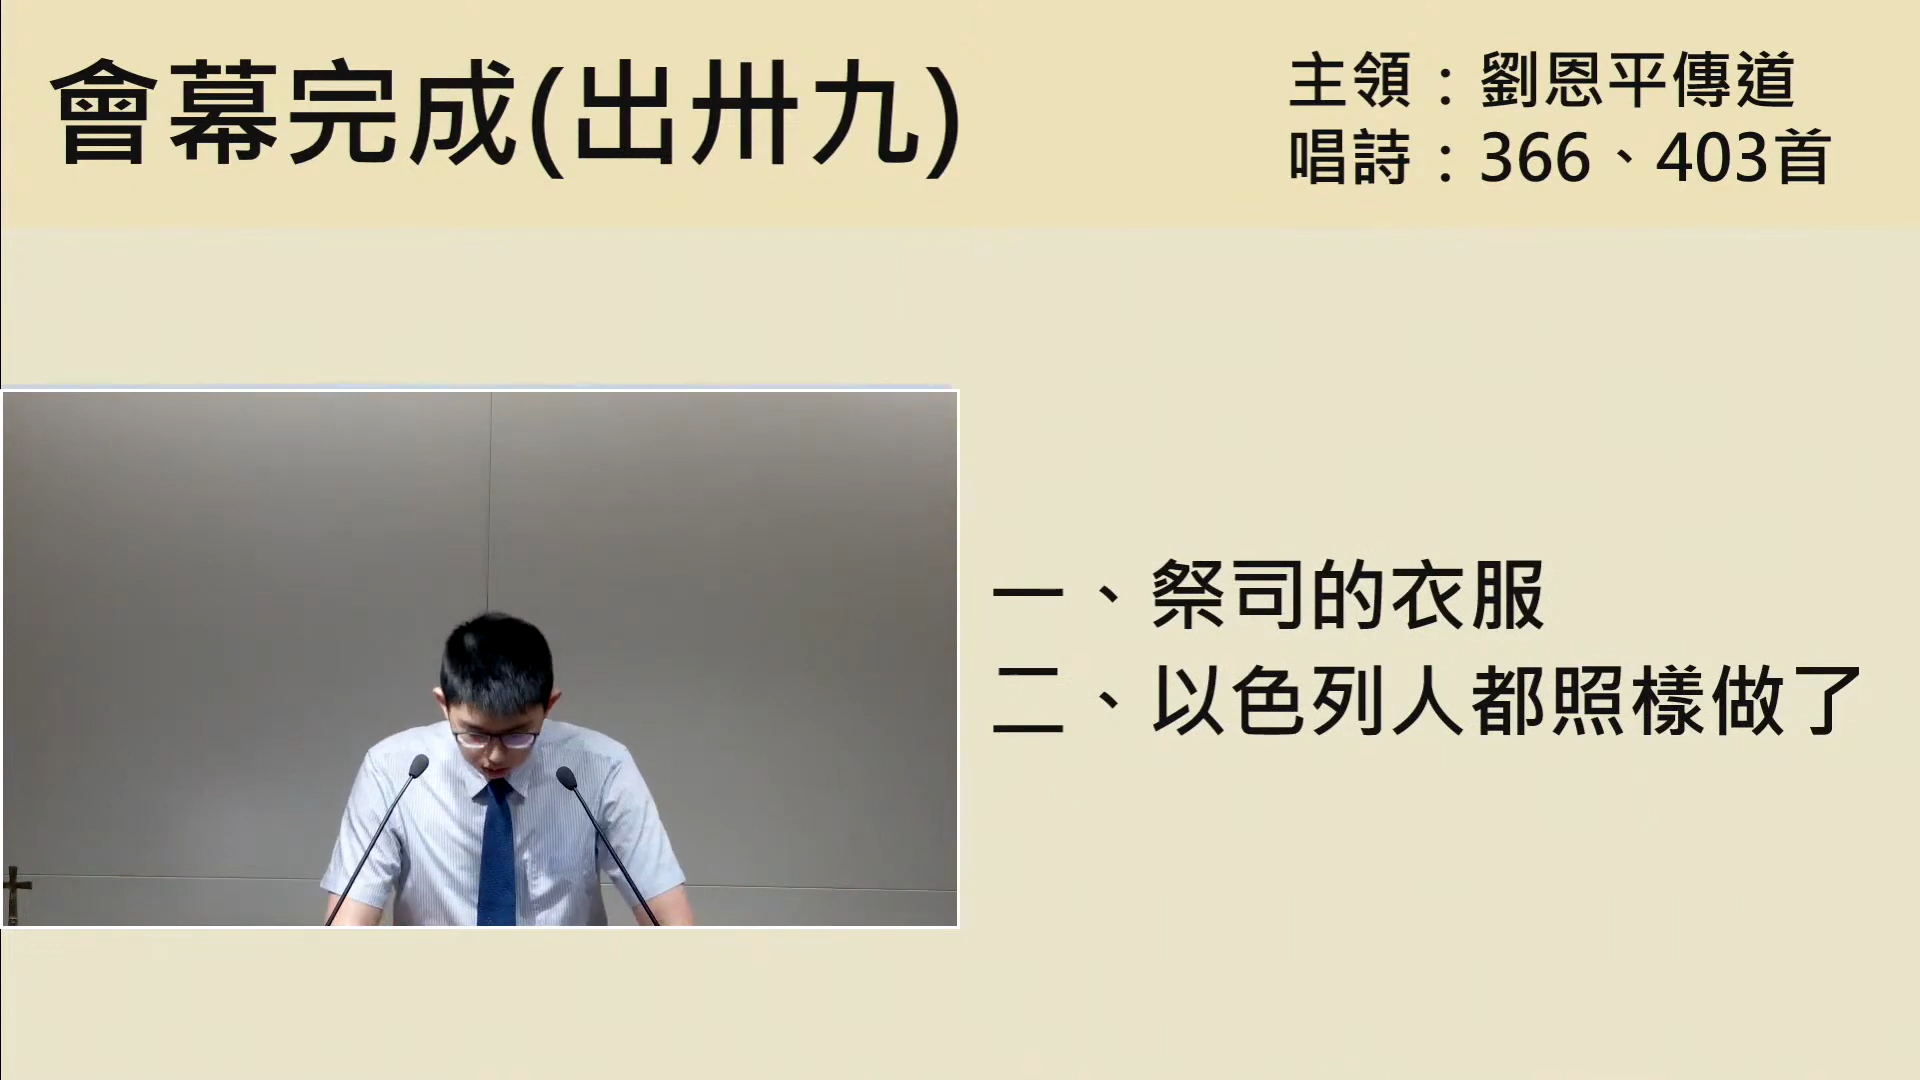 會幕完成(出卅九)
主領：劉恩平傳道
唱詩：366、403首
一、祭司的衣服
二、以色列人都照樣做了